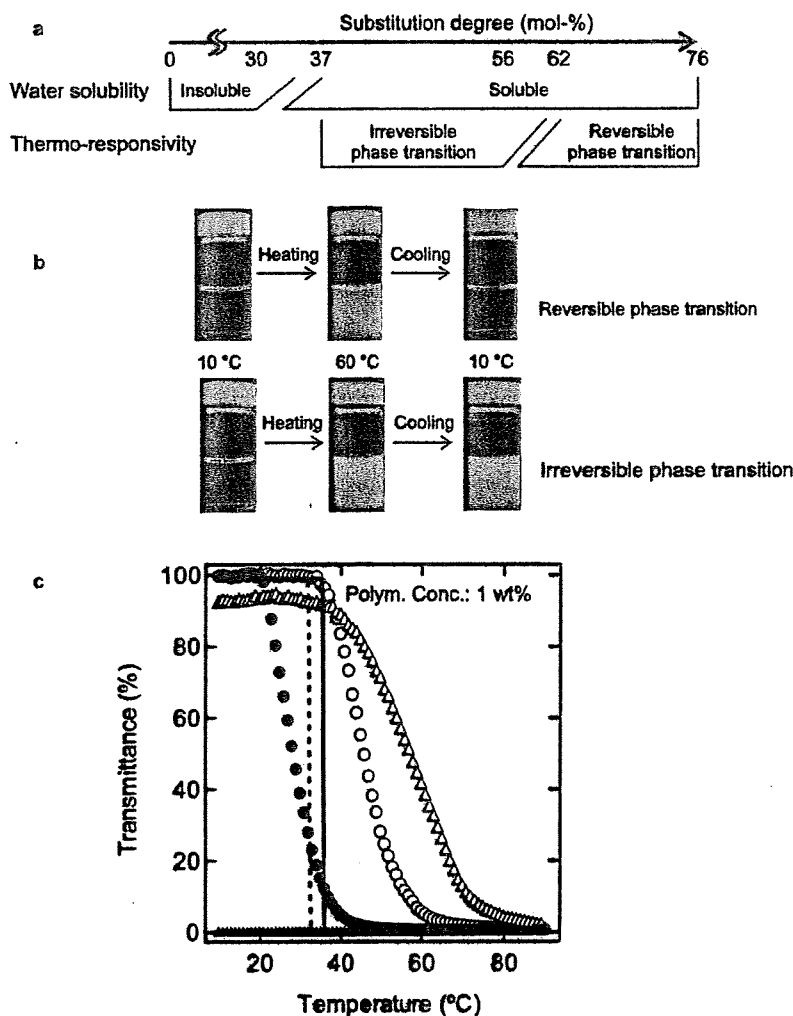 a
Substitution degree (mol-%)
0 30 37 56 62 76
Water solubility Insoluble Soluble
Thermo-responsivity Irreversible phase transition Reversible phase transition
b
Heating Cooling
Reversible phase transition
10 °C 60 °C 10 °C
Heating Cooling
Irreversible phase transition
c
Polym. Conc.: 1 wt%
100
80
60
40
20
0
Transmittance (%)
20 40 60 80
Temperature (ºC)